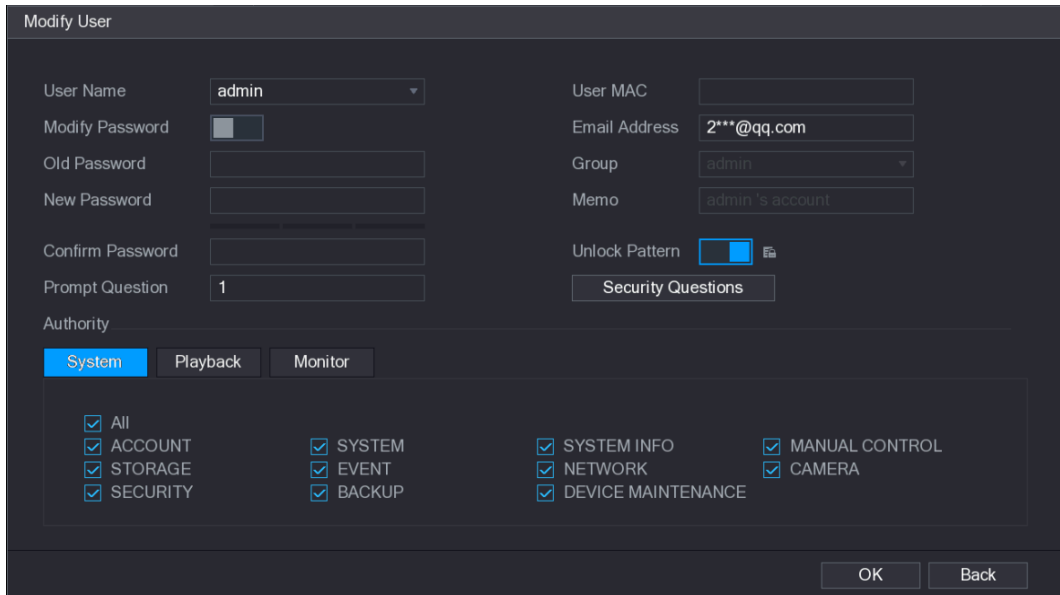 Modify User
User Name admin User MAC
Modify Password Email Address 2***@qq.com
Old Password Group admin
New Password Memo admin 's account
Confirm Password Unlock Pattern
Prompt Question 1 Security Questions
Authority
System Playback Monitor
All
ACCOUNT SYSTEM SYSTEM INFO MANUAL CONTROL
STORAGE EVENT NETWORK CAMERA
SECURITY BACKUP DEVICE MAINTENANCE
OK Back